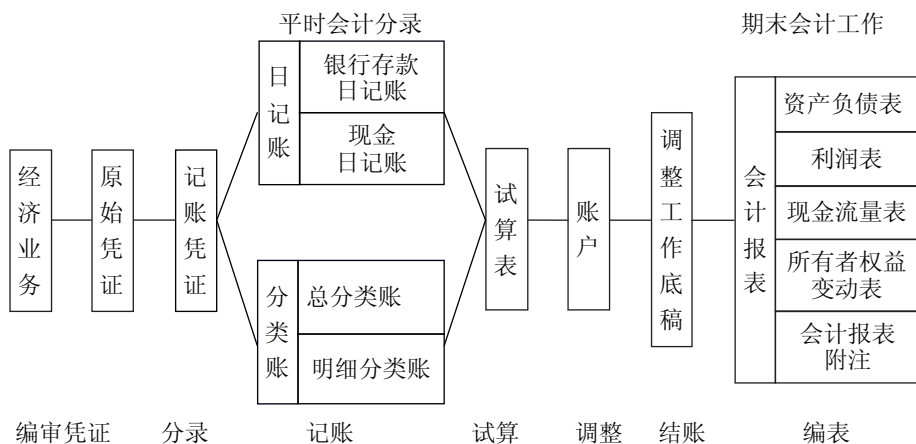 平时会计分录
期末会计工作
经济业务
原始凭证
记账凭证
日记账
银行存款
日记账
现金
日记账
分类账
总分类账
明细分类账
试算表
账户
调整工作底稿
会计报表
资产负债表
利润表
现金流量表
所有者权益
变动表
会计报表
附注
编审凭证 分录 记账 试算 调整 结账 编表